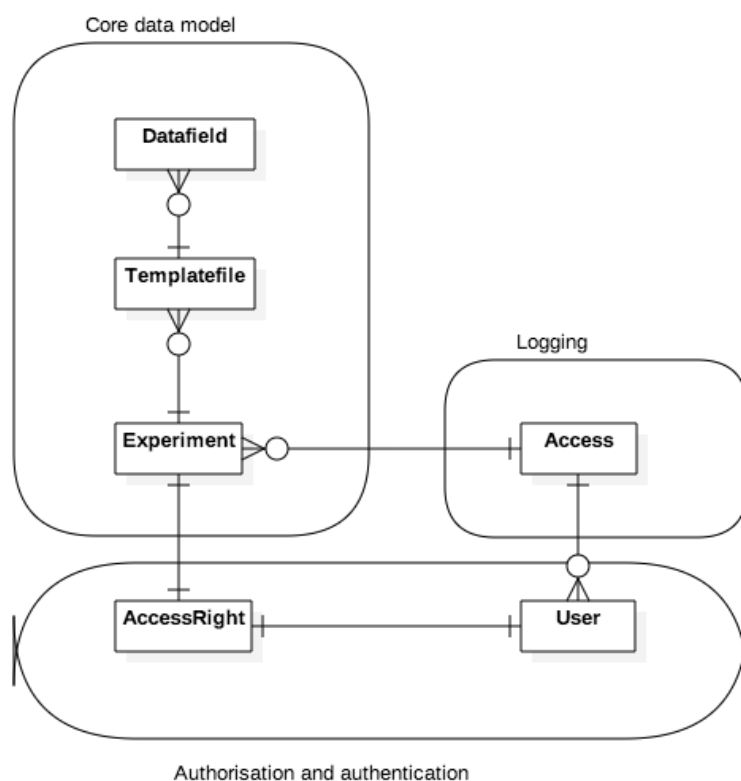 Core data model
Datafield
Templatefile
Logging
Experiment
Access
AccessRight
User
Authorisation and authentication